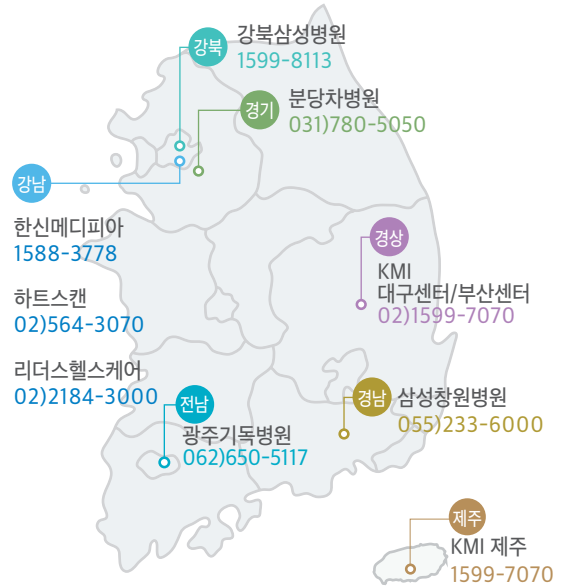 강북
강북삼성병원
1599-8113
경기
분당차병원
031)780-5050
강남
한신메디피아
1588-3778
하트스캔
02)564-3070
리더스헬스케어
02)2184-3000
경상
KMI
대구센터/부산센터
02)1599-7070
전남
광주기독병원
062)650-5117
경남
삼성창원병원
055)233-6000
제주
KMI 제주
1599-7070